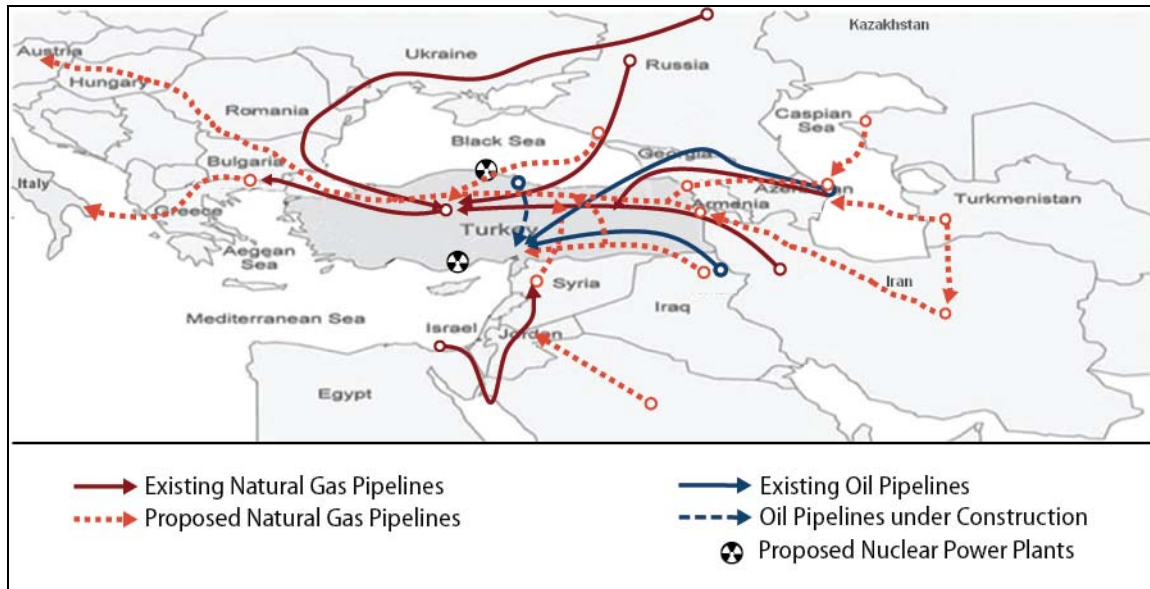 Kazakhstan
Austria
Ukraine
Russia
Hungary
Romania
Caspian
Sea
Black Sea
Georgia
Bulgaria
Italy
Azerbaijan
Turkmenistan
Armenia
Greece
Turkey
Aegean
Sea
Syria
Iran
Iraq
Mediterranean Sea
Israel
Jordan
Egypt
Existing Natural Gas Pipelines
Proposed Natural Gas Pipelines
Existing Oil Pipelines
Oil Pipelines under Construction
Proposed Nuclear Power Plants